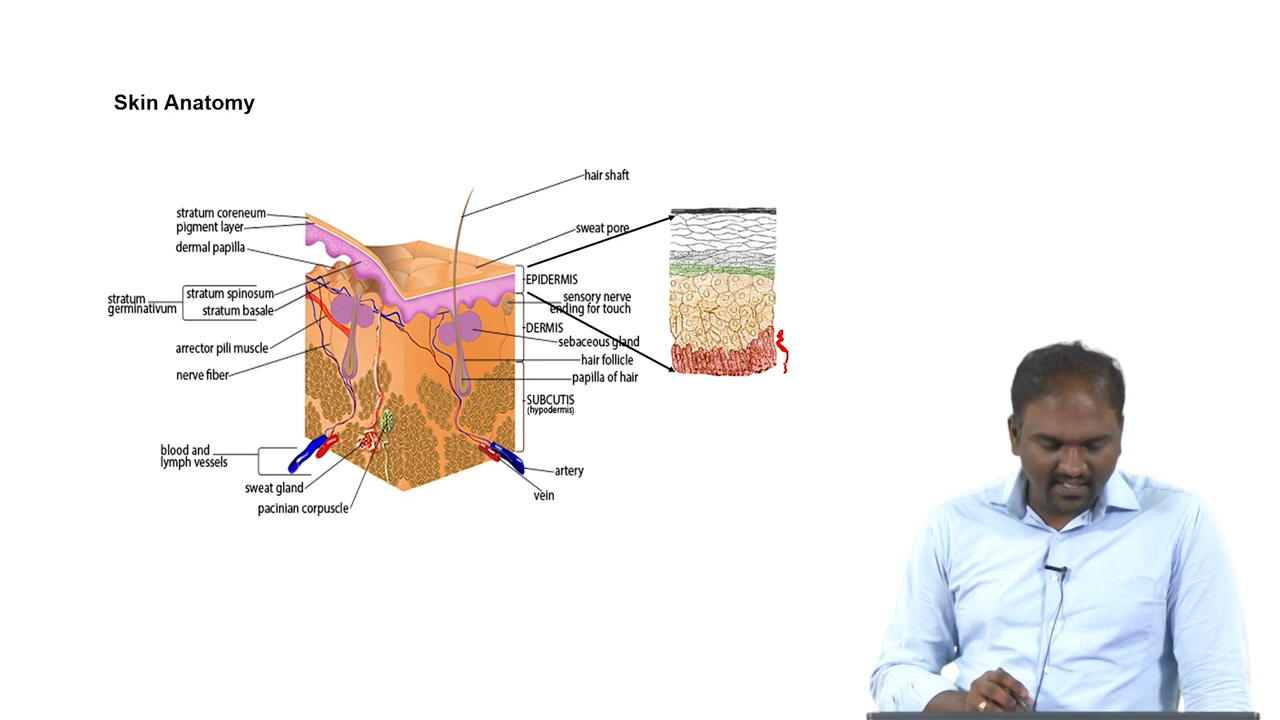 Skin Anatomy
hair shaft
stratum coreneum
pigment layer
sweat pore
dermal papilla
EPIDERMIS
stratum spinosum
stratum germinativum
stratum basale
sensory nerve
ending for touch
DERMIS
sebaceous gland
arrector pili muscle
hair follicle
nerve fiber
papilla of hair
SUBCUTIS
(hypodermis)
blood and
lymph vessels
artery
sweat gland
vein
pacinian corpuscle